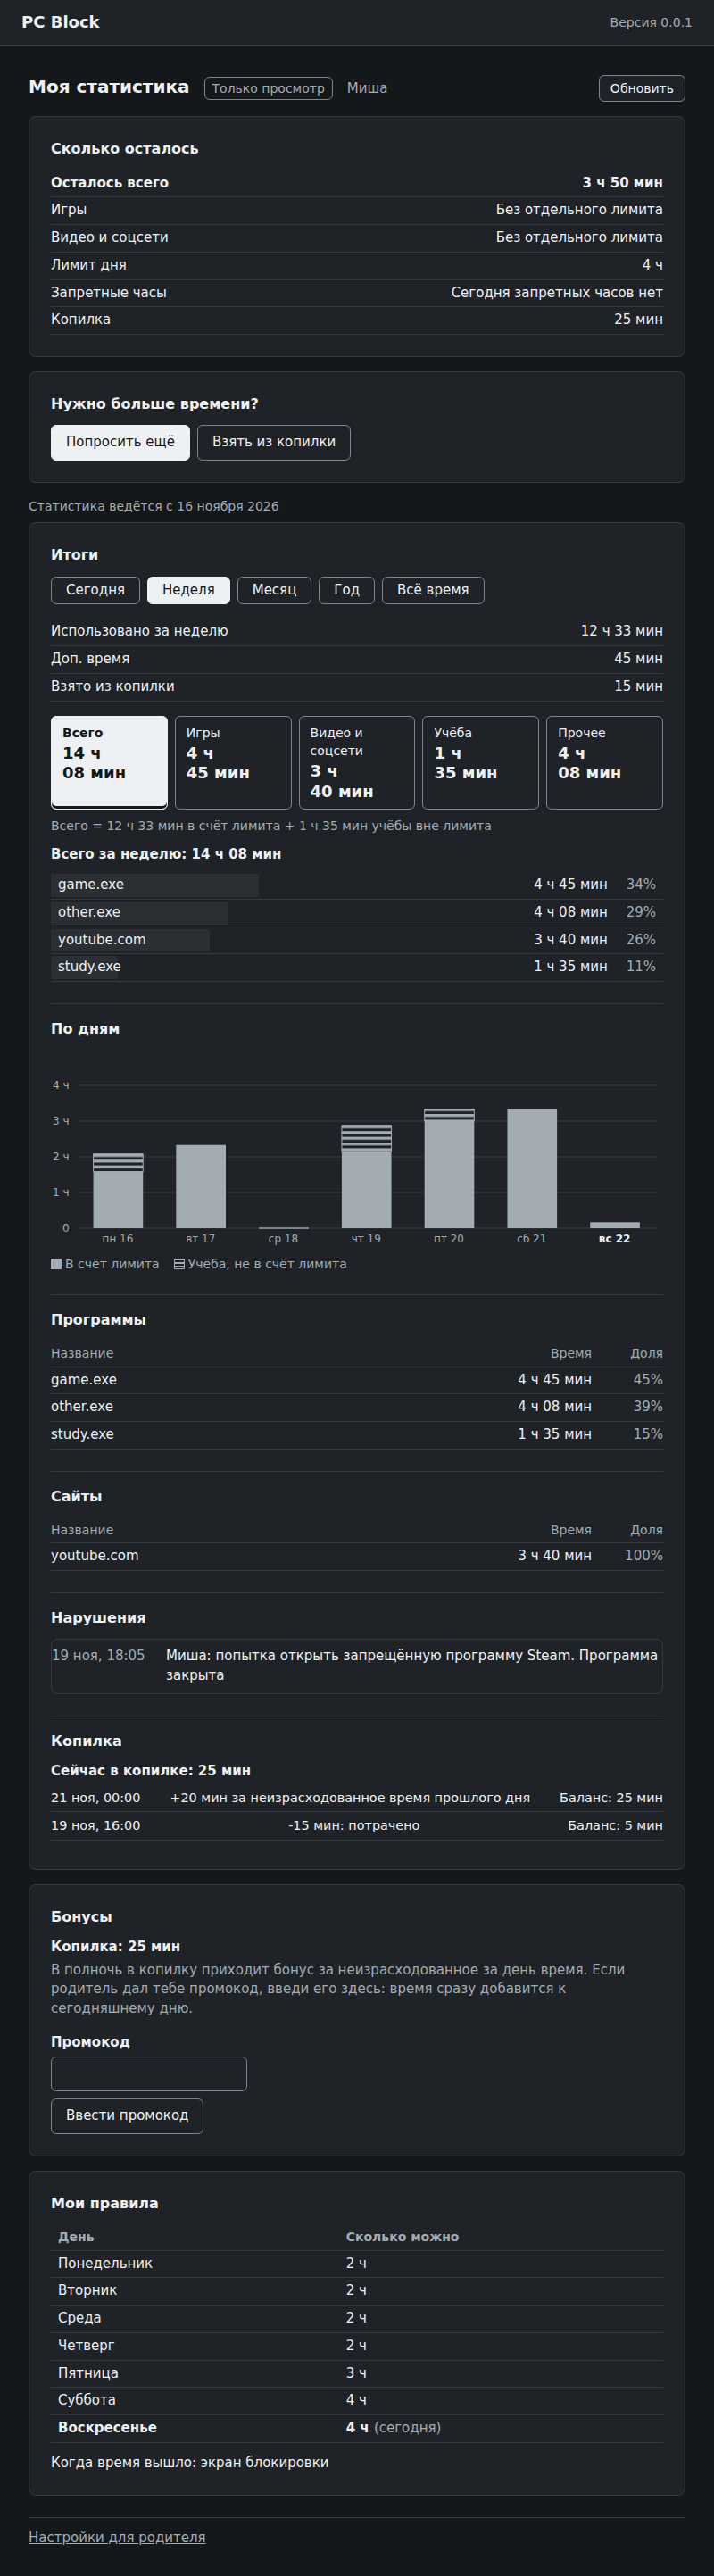 PC Block
Версия 0.0.1
Моя статистика
Только просмотр
Миша
Обновить
Сколько осталось
Осталось всего 3 ч 50 мин
Игры Без отдельного лимита
Видео и соцсети Без отдельного лимита
Лимит дня 4 ч
Запретные часы Сегодня запретных часов нет
Копилка 25 мин
Нужно больше времени?
Попросить ещё
Взять из копилки
Статистика ведётся с 16 ноября 2026
Итоги
Сегодня
Неделя
Месяц
Год
Всё время
Использовано за неделю 12 ч 33 мин
Доп. время 45 мин
Взято из копилки 15 мин
Всего
14 ч
08 мин
Игры
4 ч
45 мин
Видео и
соцсети
3 ч
40 мин
Учёба
1 ч
35 мин
Прочее
4 ч
08 мин
Всего = 12 ч 33 мин в счёт лимита + 1 ч 35 мин учёбы вне лимита
Всего за неделю: 14 ч 08 мин
game.exe 4 ч 45 мин 34%
other.exe 4 ч 08 мин 29%
youtube.com 3 ч 40 мин 26%
study.exe 1 ч 35 мин 11%
По дням
4 ч
3 ч
2 ч
1 ч
0
пн 16
вт 17
ср 18
чт 19
пт 20
сб 21
вс 22
В счёт лимита
Учёба, не в счёт лимита
Программы
Название Время Доля
game.exe 4 ч 45 мин 45%
other.exe 4 ч 08 мин 39%
study.exe 1 ч 35 мин 15%
Сайты
Название Время Доля
youtube.com 3 ч 40 мин 100%
Нарушения
19 ноя, 18:05 Миша: попытка открыть запрещённую программу Steam. Программа
закрыта
Копилка
Сейчас в копилке: 25 мин
21 ноя, 00:00 +20 мин за неизрасходованное время прошлого дня Баланс: 25 мин
19 ноя, 16:00 -15 мин: потрачено Баланс: 5 мин
Бонусы
Копилка: 25 мин
В полночь в копилку приходит бонус за неизрасходованное за день время. Если
родитель дал тебе промокод, введи его здесь: время сразу добавится к
сегодняшнему дню.
Промокод
Ввести промокод
Мои правила
День Сколько можно
Понедельник 2 ч
Вторник 2 ч
Среда 2 ч
Четверг 2 ч
Пятница 3 ч
Суббота 4 ч
Воскресенье 4 ч (сегодня)
Когда время вышло: экран блокировки
Настройки для родителя